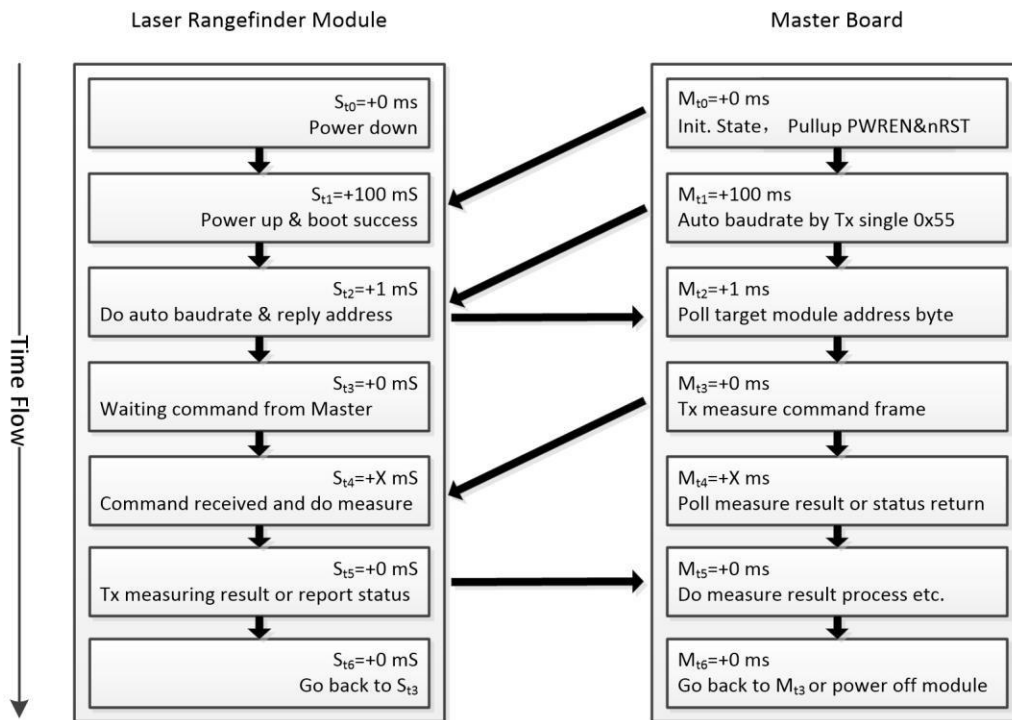 Laser Rangefinder Module
Master Board
Time Flow
St0=+0 ms
Power down
St1=+100 mS
Power up & boot success
St2=+1 mS
Do auto baudrate & reply address
St3=+0 mS
Waiting command from Master
St4=+X mS
Command received and do measure
St5=+0 mS
Tx measuring result or report status
St6=+0 mS
Go back to St3
Mt0=+0 ms
Init. State， Pullup PWREN&nRST
Mt1=+100 ms
Auto baudrate by Tx single 0x55
Mt2=+1 ms
Poll target module address byte
Mt3=+0 ms
Tx measure command frame
Mt4=+X ms
Poll measure result or status return
Mt5=+0 ms
Do measure result process etc.
Mt6=+0 ms
Go back to Mt3 or power off module